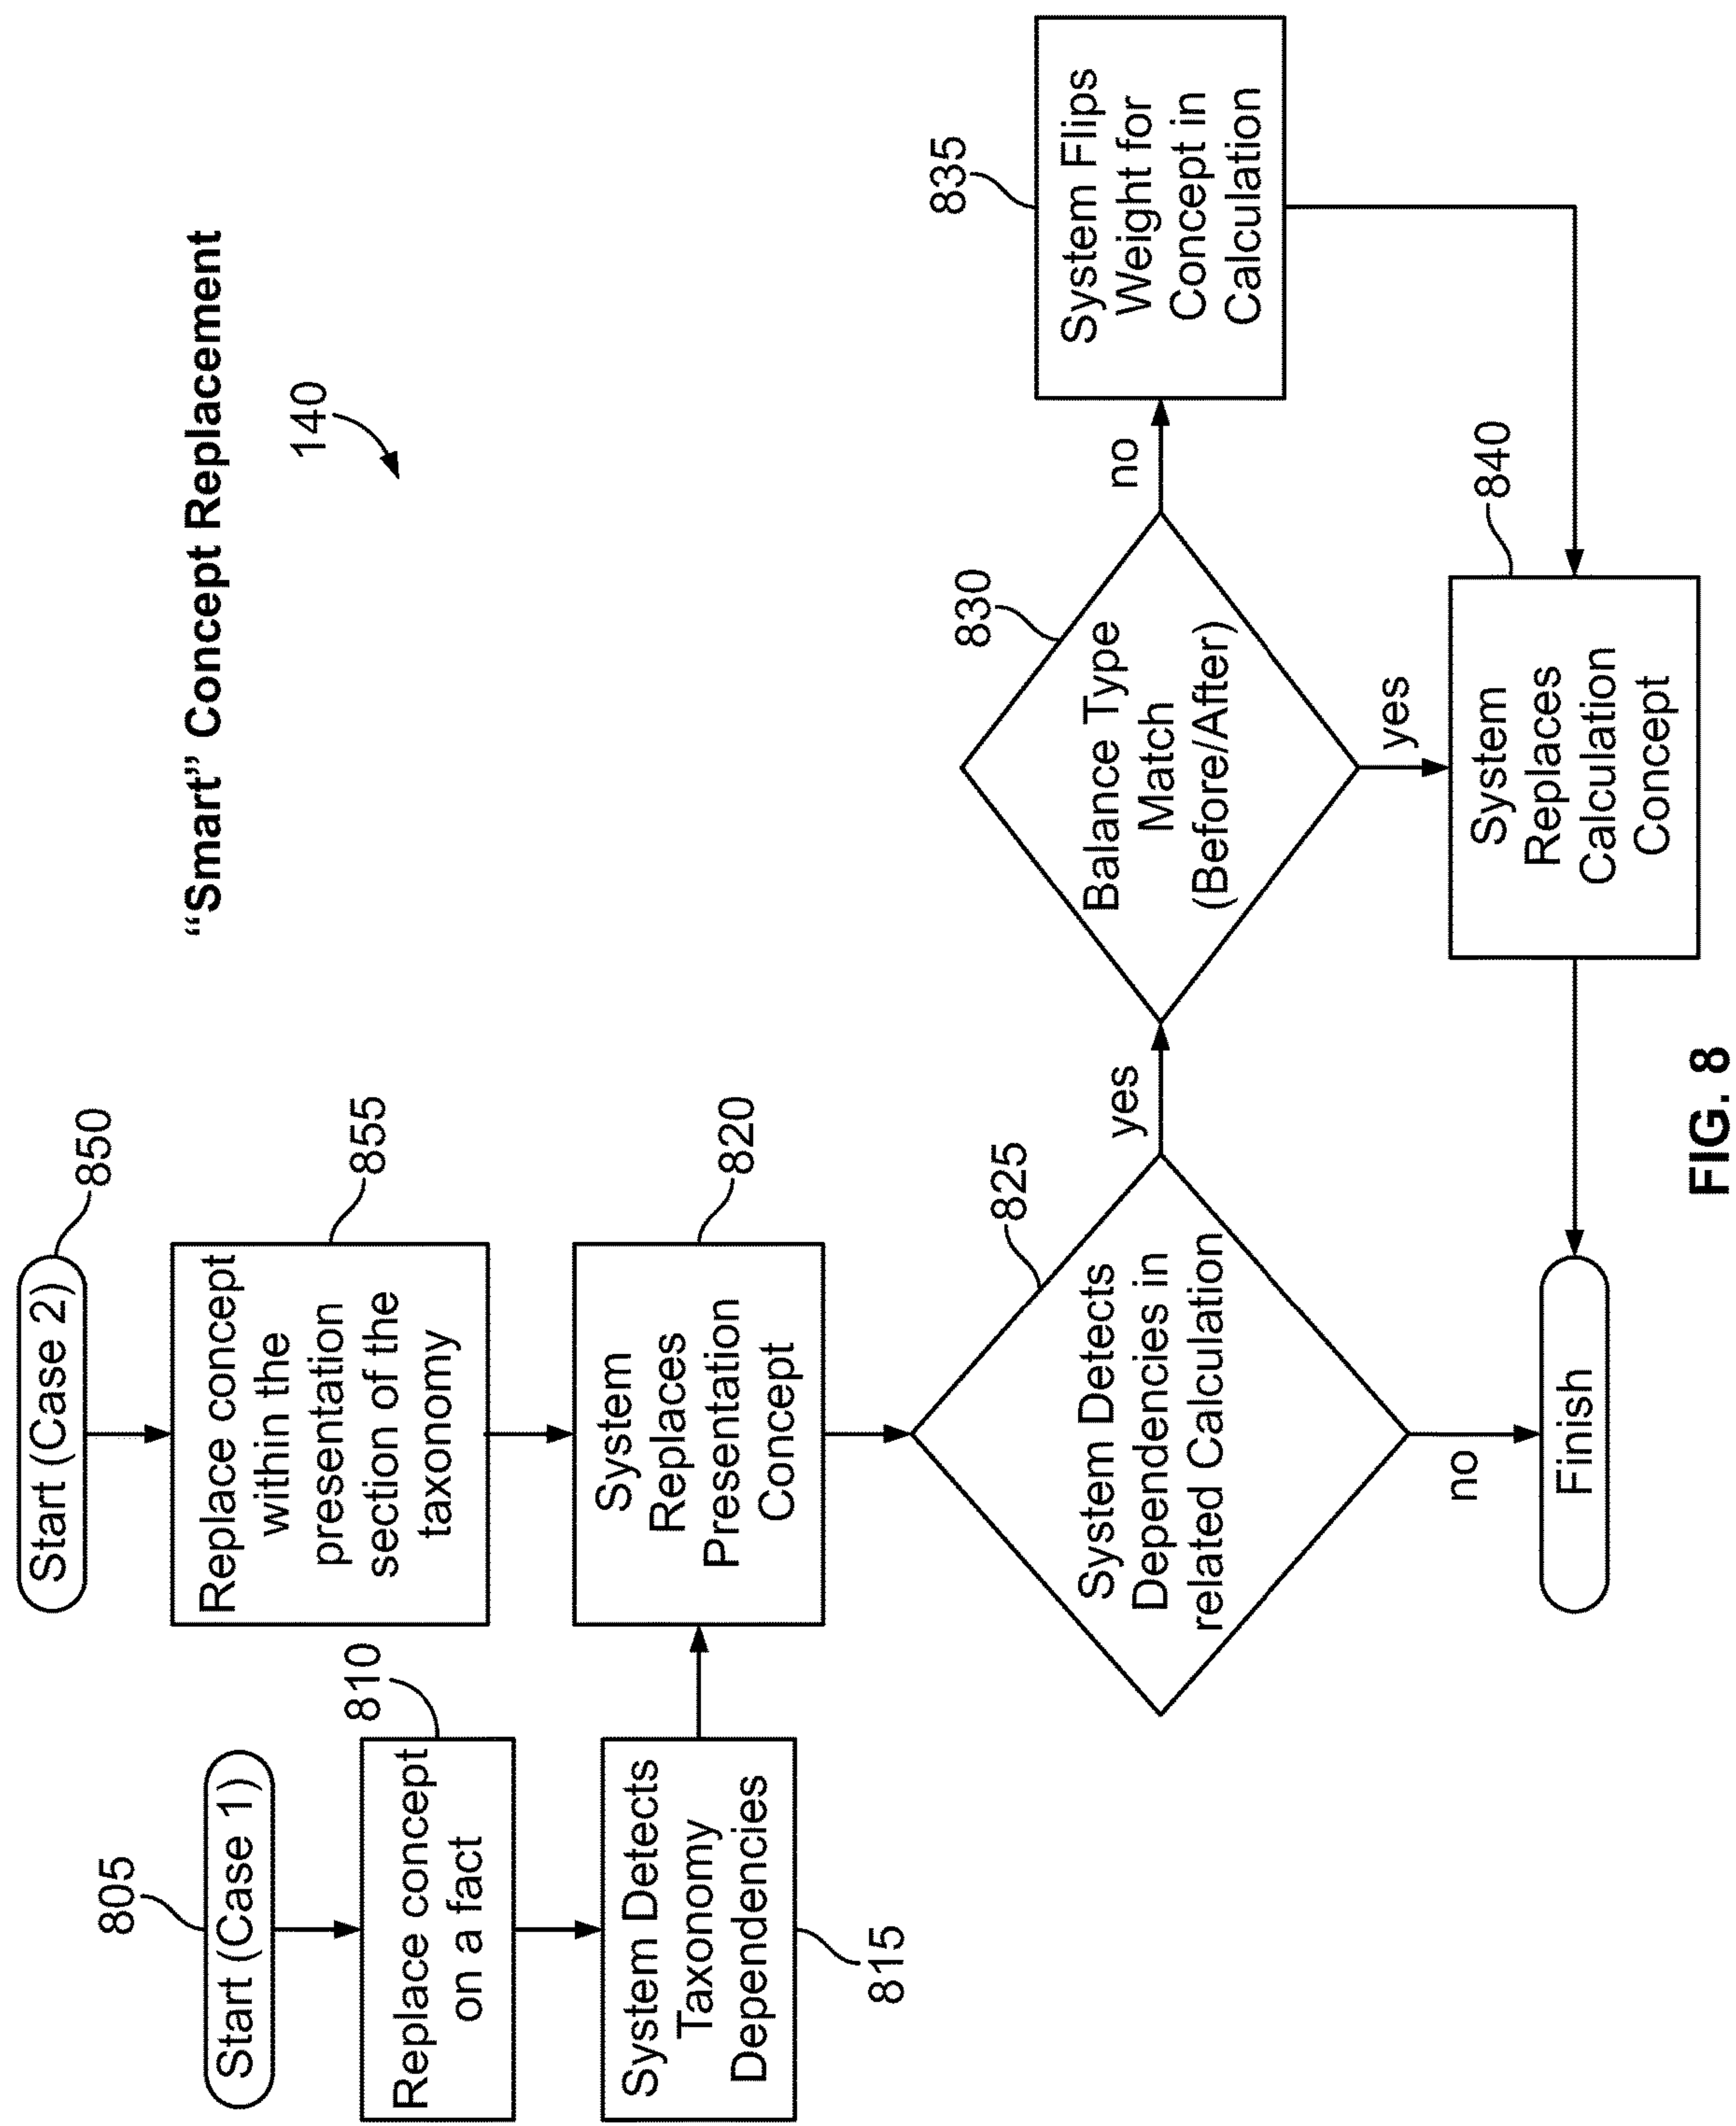 “Smart” Concept Replacement
140
850
Start (Case 2)
855
Replace concept
within the
presentation
section of the
taxonomy
805
Start (Case 1)
810
Replace concept
on a fact
815
System Detects
Taxonomy
Dependencies
820
System
Replaces
Presentation
Concept
825
System Detects
Dependencies in
related Calculation
yes
no
830
Balance Type
Match
(Before/After)
no
yes
835
System Flips
Weight for
Concept in
Calculation
840
System
Replaces
Calculation
Concept
Finish
FIG. 8